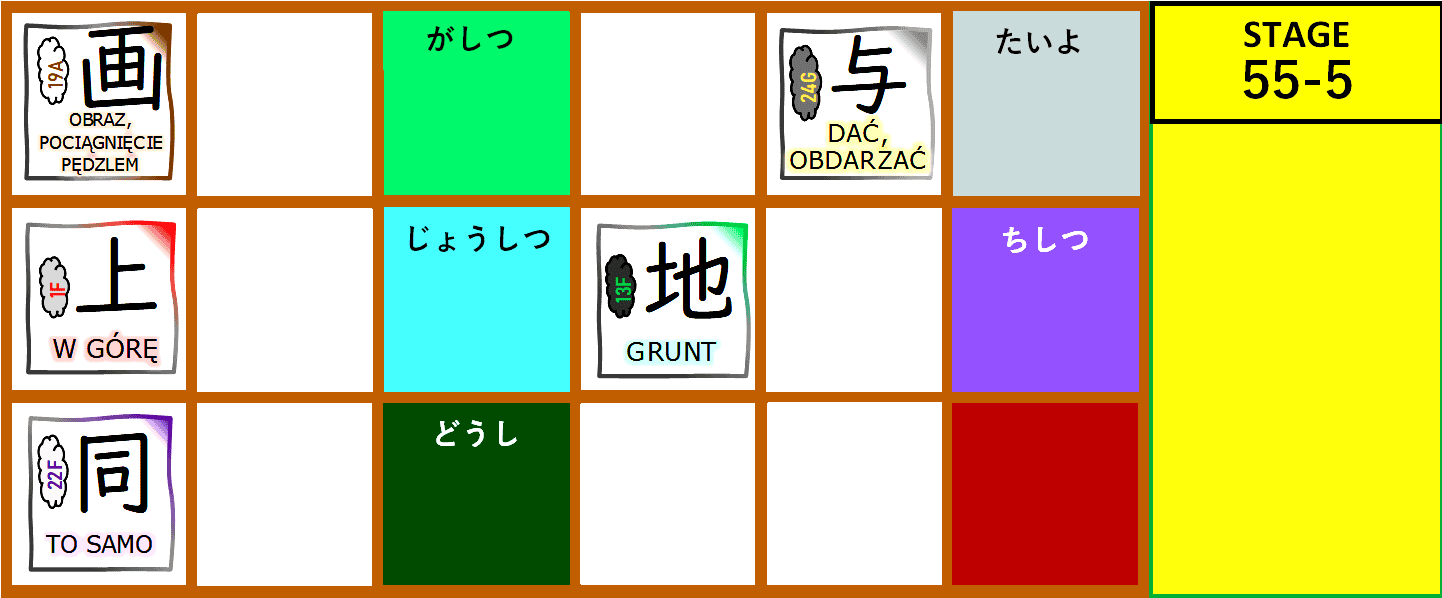 19A
画
OBRAZ,
POCIĄGNIĘCIE
PĘDZLEM
がしつ
24G
与
DAĆ,
OBDARZAĆ
たいよ
STAGE
55-5
1F
上
W GÓRĘ
じょうしつ
13F
地
GRUNT
ちしつ
22F
同
TO SAMO
どうし